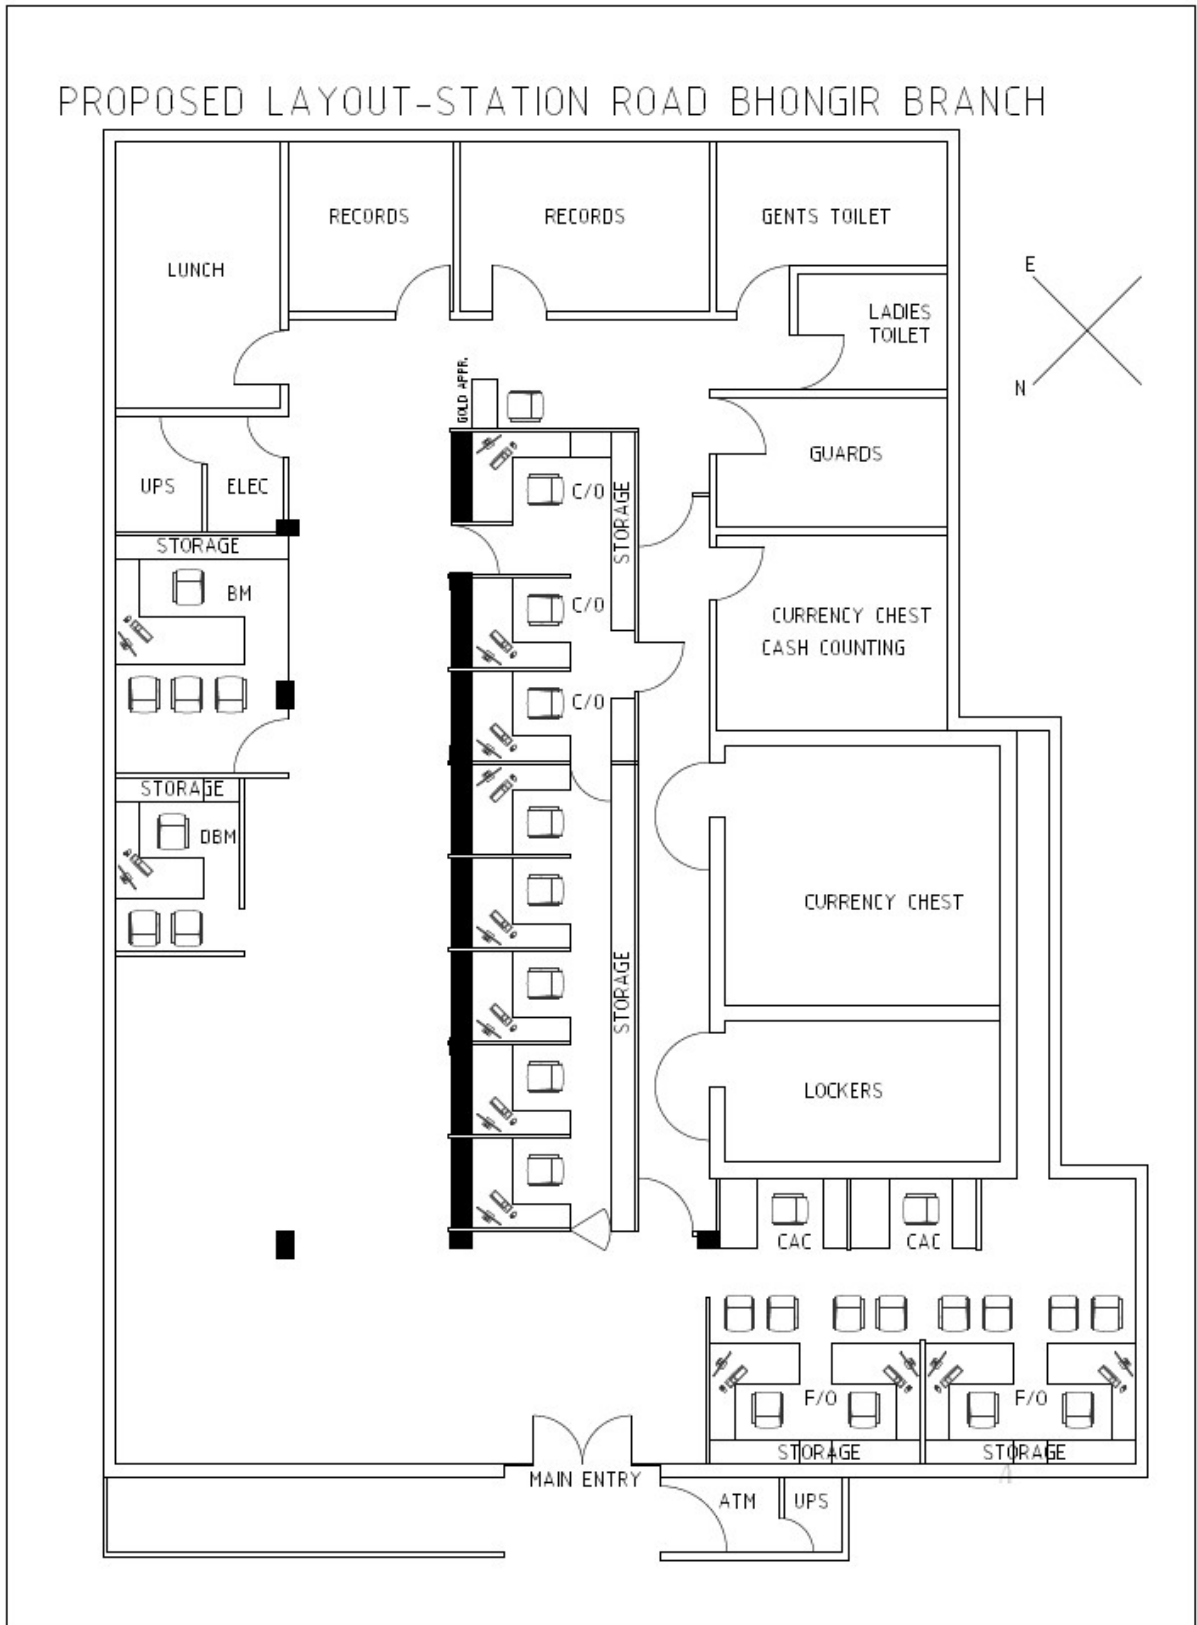 PROPOSED LAYOUT-STATION ROAD BHONGIR BRANCH
RECORDS
RECORDS
GENTS TOILET
LUNCH
E
LADIES
TOILET
N
GOLD APPR.
GUARDS
UPS
ELEC
C/O
STORAGE
STORAGE
BM
C/O
CURRENCY CHEST
CASH COUNTING
C/O
STORAGE
DBM
CURRENCY CHEST
STORAGE
LOCKERS
CAC
CAC
F/O
F/O
STORAGE
STORAGE
MAIN ENTRY
ATM
UPS